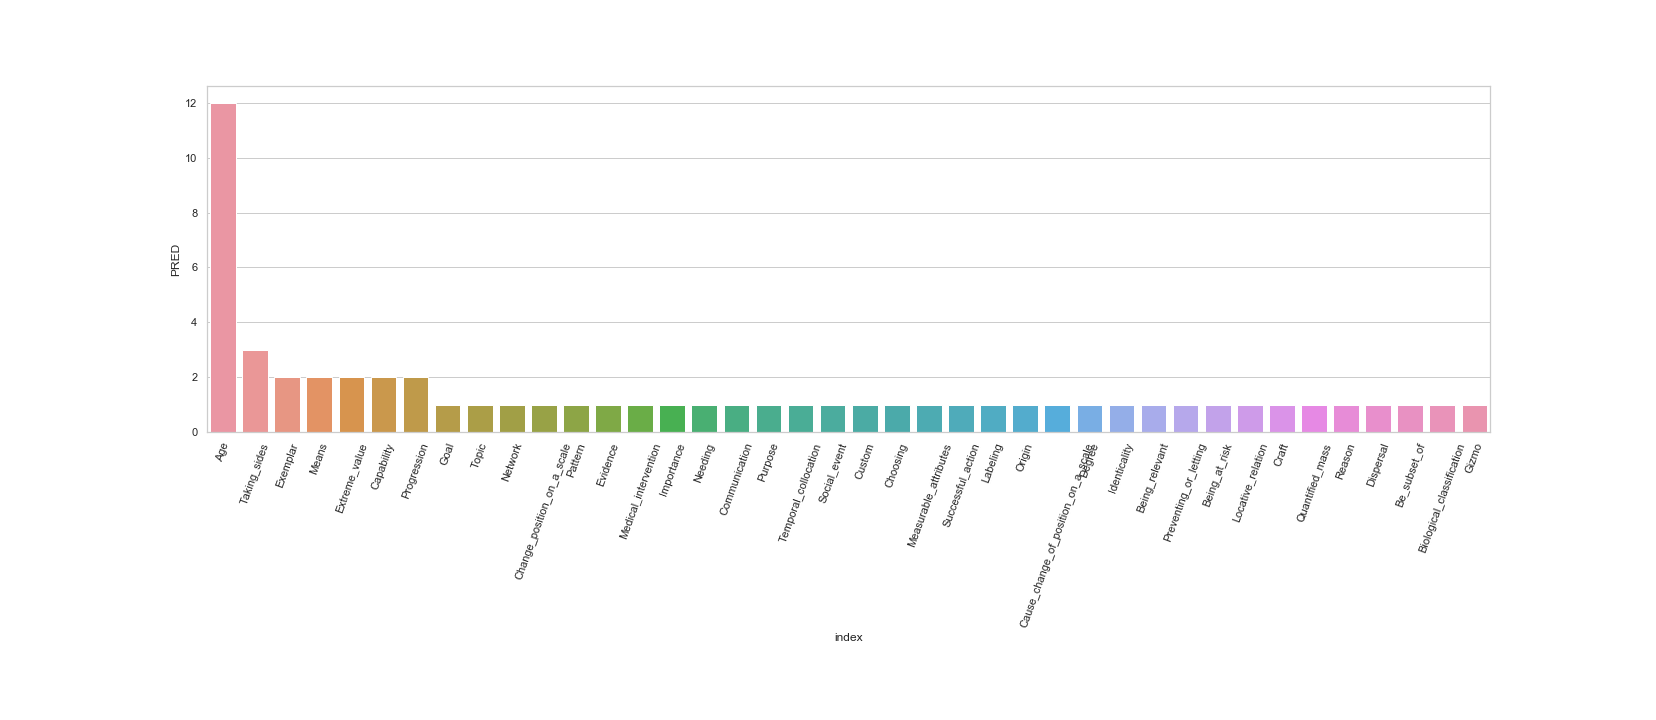 12
10
8
6
4
2
0
PRED
Age
Taking_sides
Exemplar
Means
Extreme_value
Capability
Progression
Goal
Topic
Network
Change_position_on_a_scale
Pattern
Evidence
Medical_intervention
Importance
Needing
Communication
Purpose
Temporal_collocation
Social_event
Custom
Choosing
Measurable_attributes
Successful_action
Labeling
Origin
Cause_change_of_position_on_a_scale
Degree
Identicality
Being_relevant
Preventing_or_letting
Being_at_risk
Locative_relation
Craft
Quantified_mass
Reason
Dispersal
Be_subset_of
Biological_classification
Gizmo
index